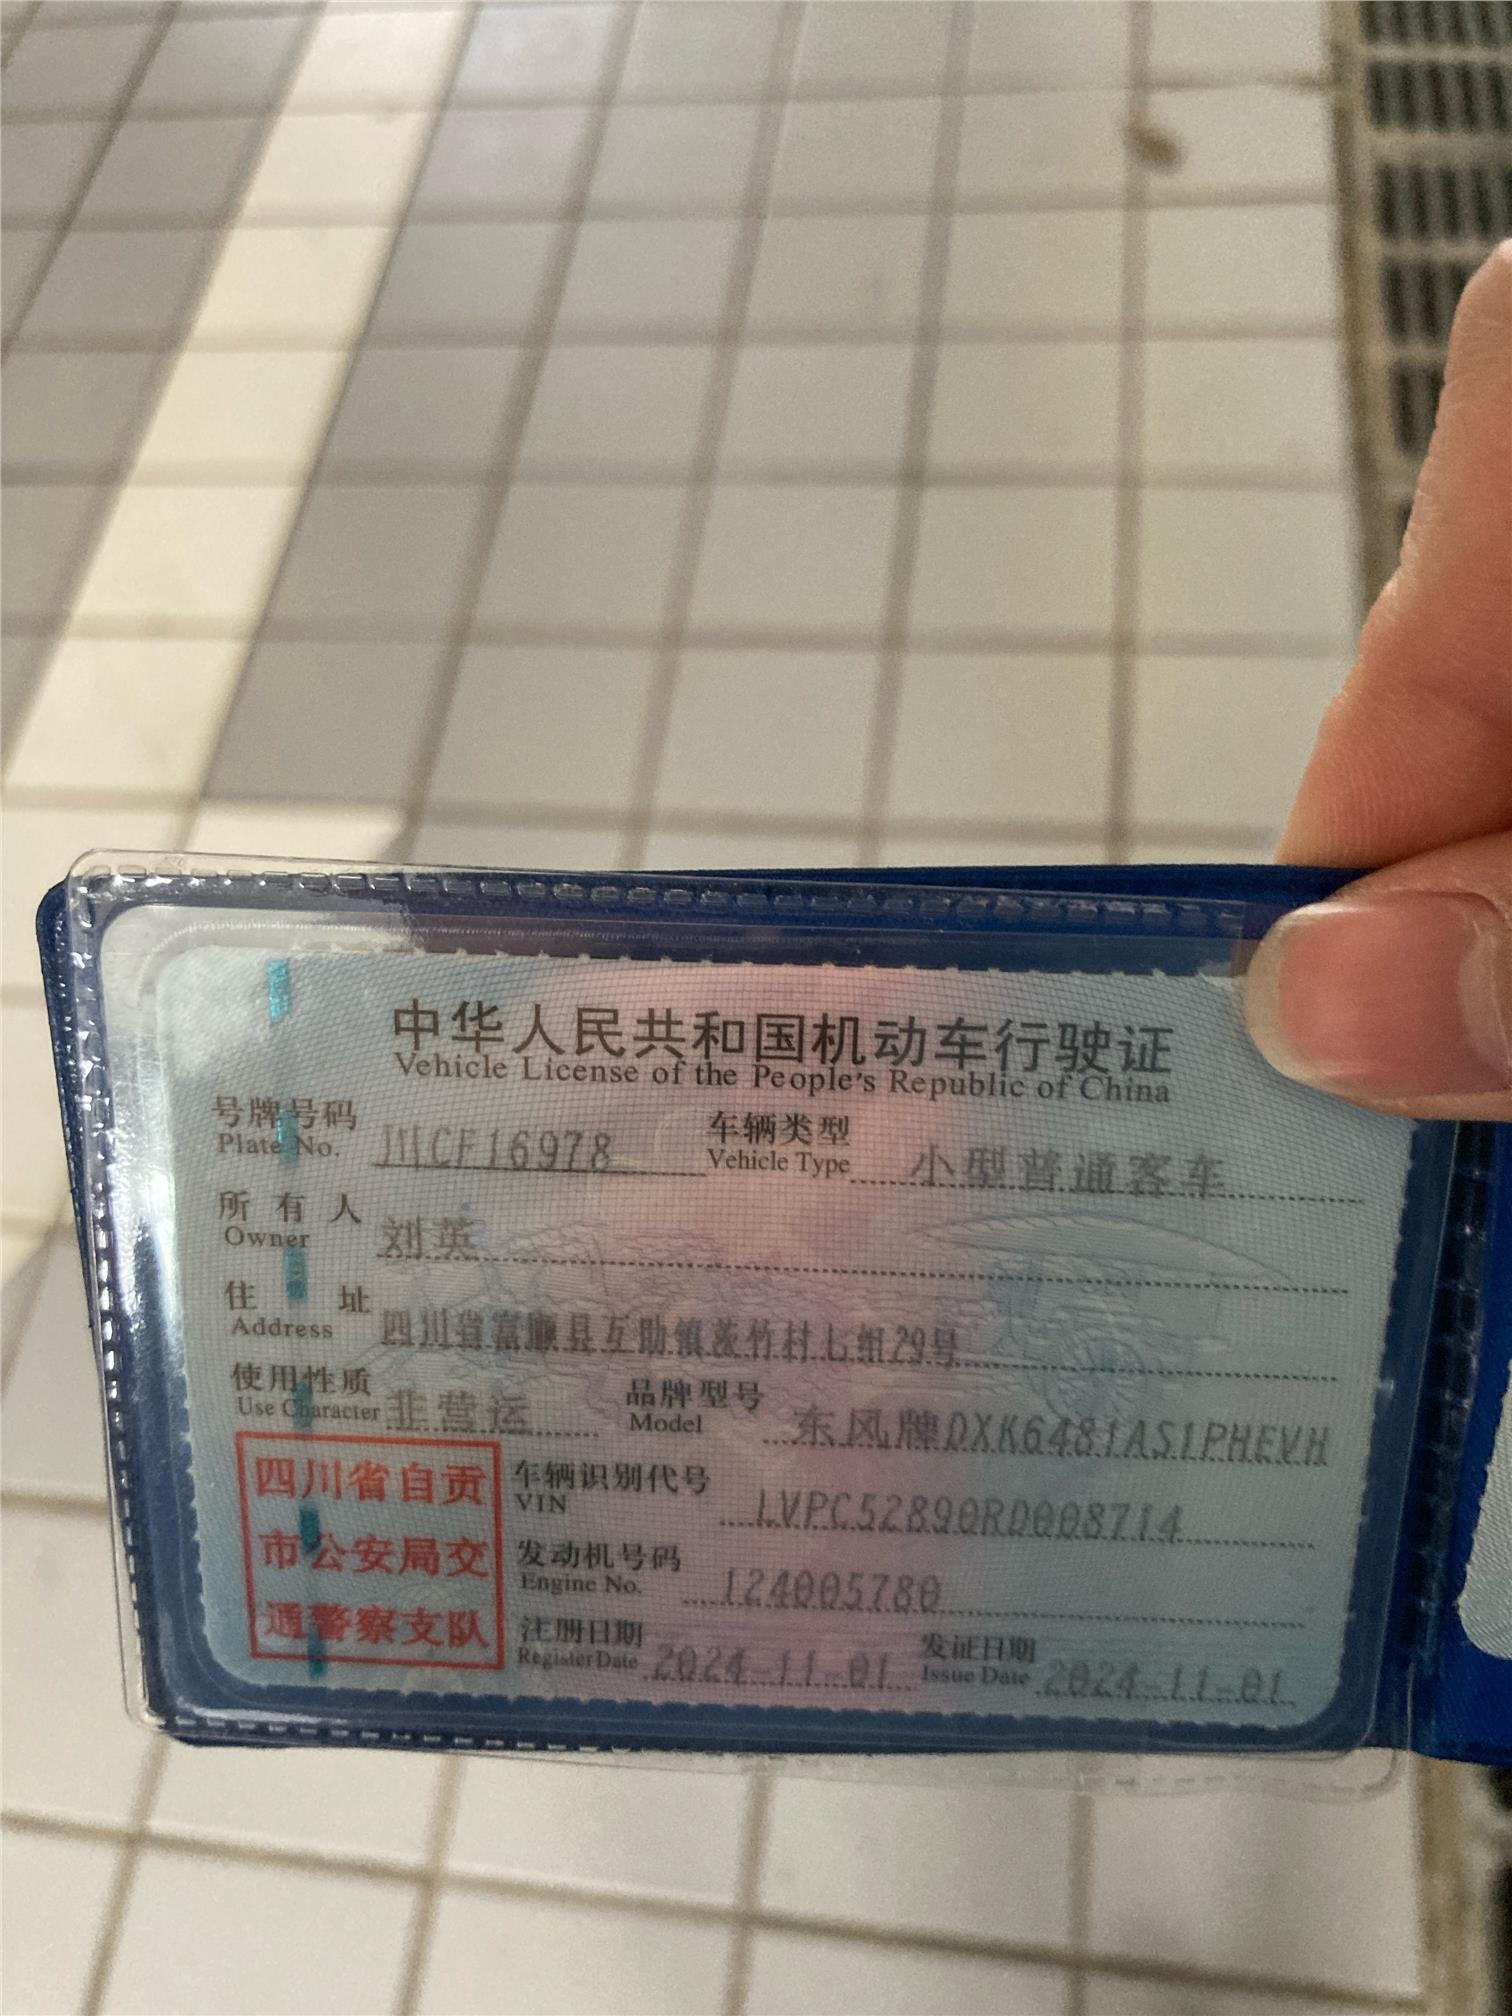 中华人民共和国机动车行驶证
Vehicle License of the People's Republic of China
号牌号码 川CF16978 车辆类型 小型普通客车
Plate No. Vehicle Type
所有人 刘英
Owner
住址 四川省富顺县互助镇茨竹村七组29号
Address
使用性质 非营运 品牌型号 东风牌DXK6481AS1PHEVH
Use Character Model
四川省自贡
市公安局交
通警察支队
车辆识别代号 LVPC52890RD008714
VIN
发动机号码 124005780
Engine No.
注册日期 2024-11-01 发证日期 2024-11-01
Register Date Issue Date